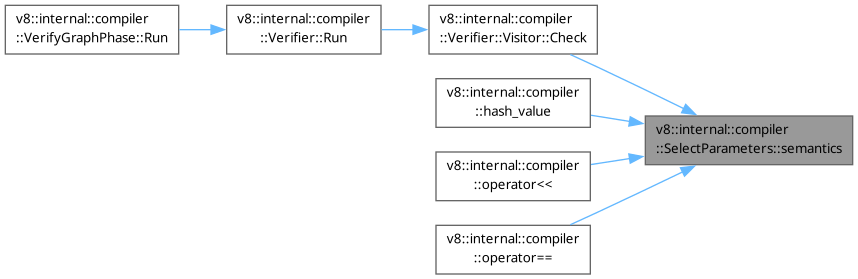 v8::internal::compiler
::VerifyGraphPhase::Run
v8::internal::compiler
::Verifier::Run
v8::internal::compiler
::Verifier::Visitor::Check
v8::internal::compiler
::hash_value
v8::internal::compiler
::SelectParameters::semantics
v8::internal::compiler
::operator<<
v8::internal::compiler
::operator==